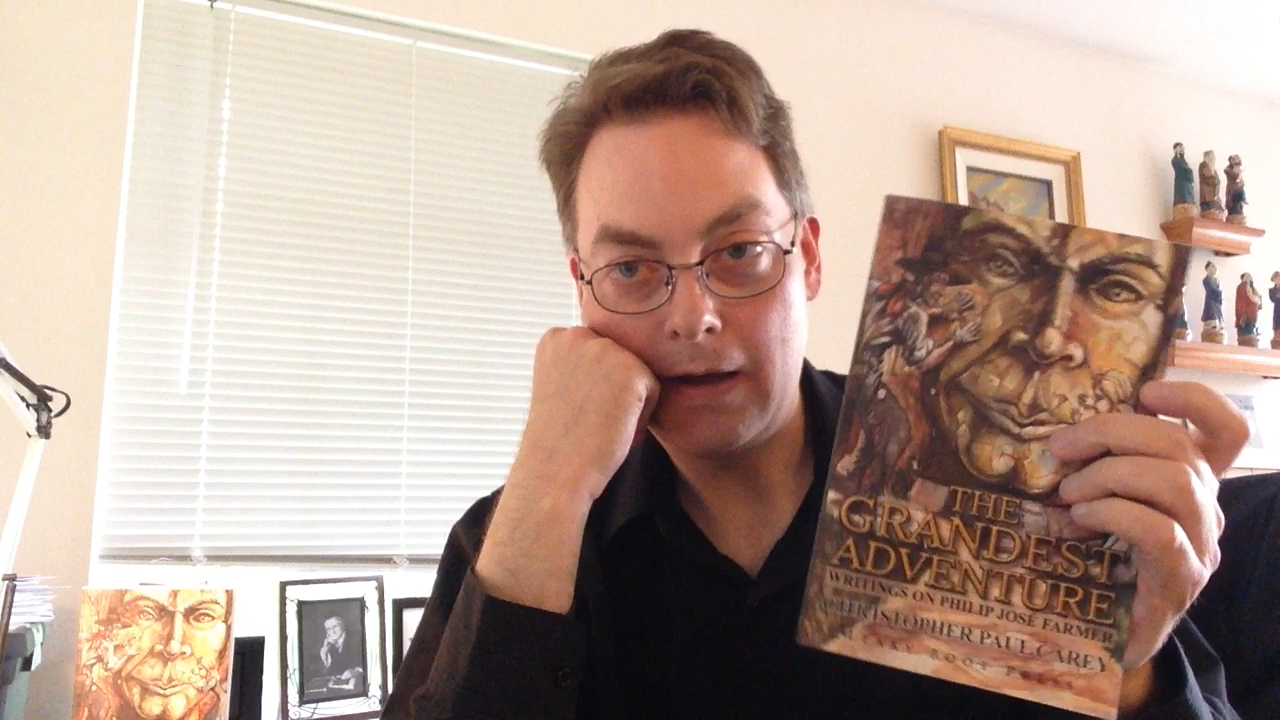 THE
GRANDEST
ADVENTURE
WRITINGS ON PHILIP JOSÉ FARMER
CHRISTOPHER PAUL CAREY